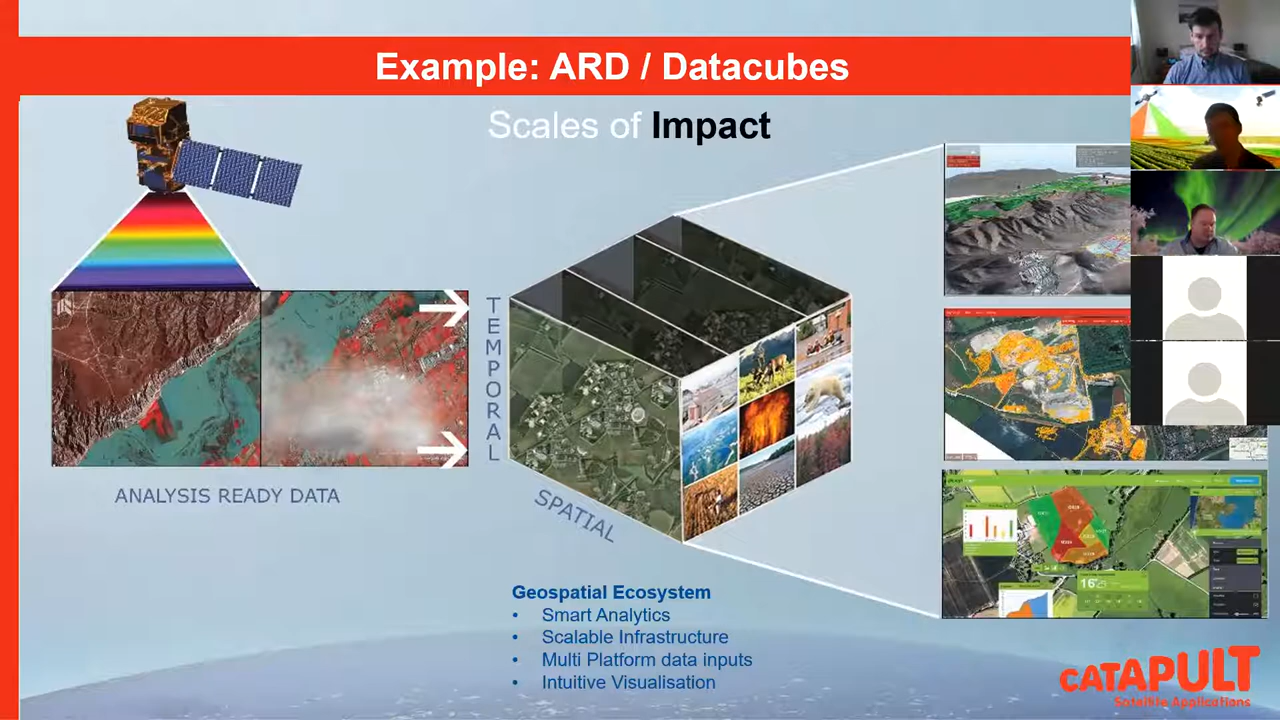 Example: ARD / Datacubes
Scales of Impact
TEMPORAL
SPATIAL
ANALYSIS READY DATA
16°
Geospatial Ecosystem
• Smart Analytics
• Scalable Infrastructure
• Multi Platform data inputs
• Intuitive Visualisation
CATAPULT
Satellite Applications